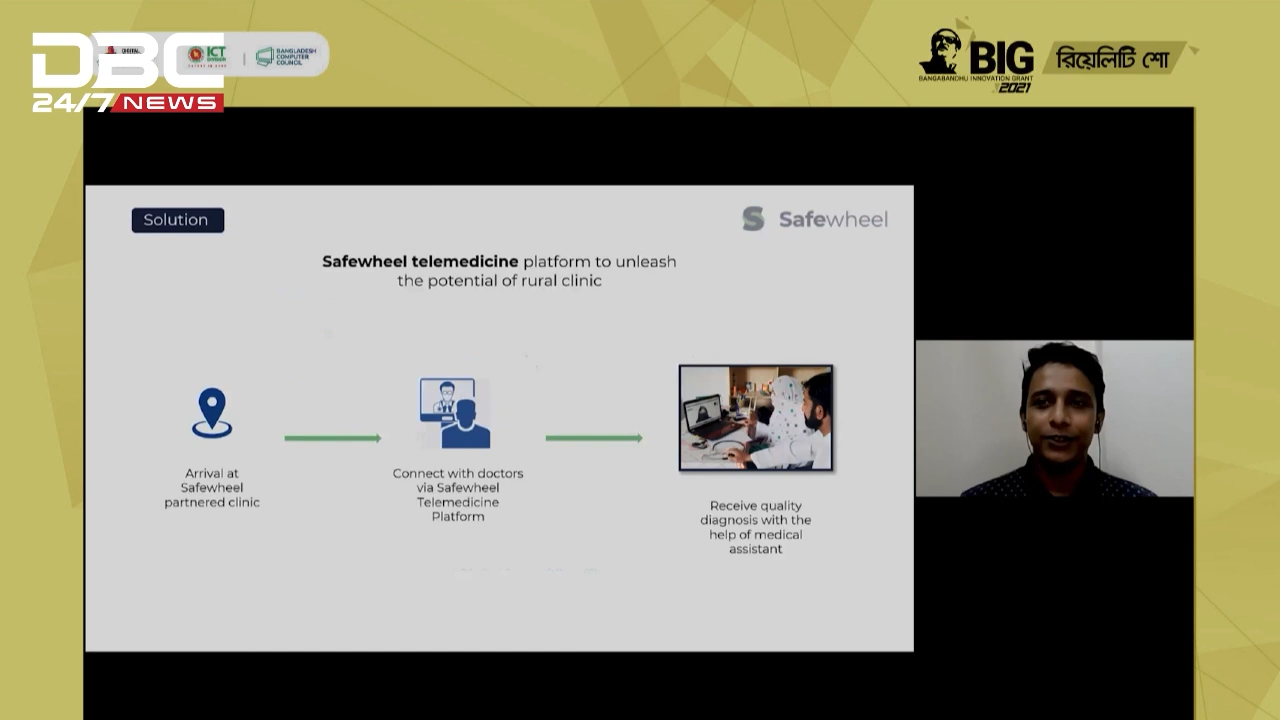 DBC
24/7 NEWS
ICT
DIVISION
BANGLADESH
COMPUTER
COUNCIL
BIG
BANGABANDHU INNOVATION GRANT
2021
রিয়েলিটি শো
Solution
Safewheel
Safewheel telemedicine platform to unleash
the potential of rural clinic
Arrival at
Safewheel
partnered clinic
Connect with doctors
via Safewheel
Telemedicine
Platform
Receive quality
diagnosis with the
help of medical
assistant